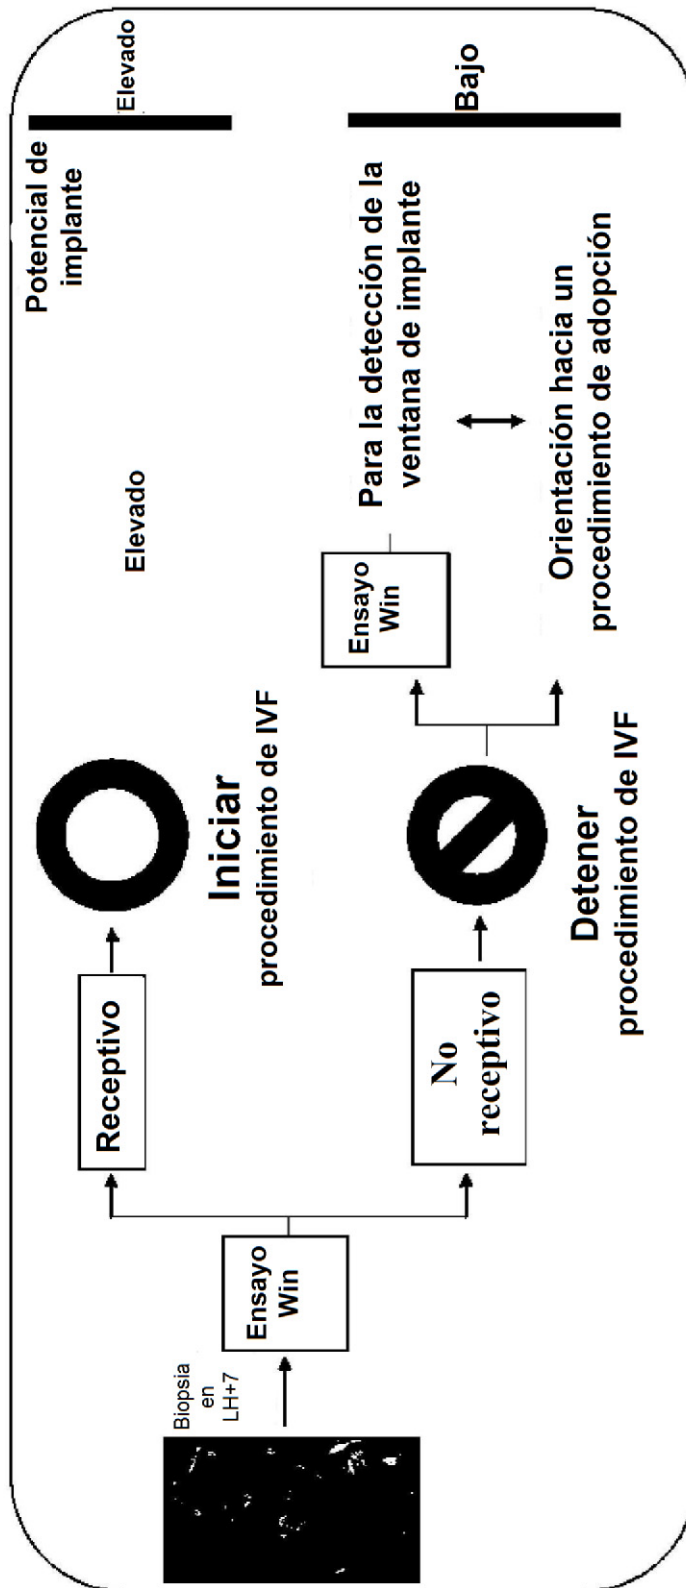 Biopsia
en
LH+7
Ensayo
Win
Receptivo
Iniciar
procedimiento de IVF
Elevado
Potencial de
implante
Elevado
No
receptivo
Detener
procedimiento de IVF
Ensayo
Win
Para la detección de la
ventana de implante
Orientación hacia un
procedimiento de adopción
Bajo